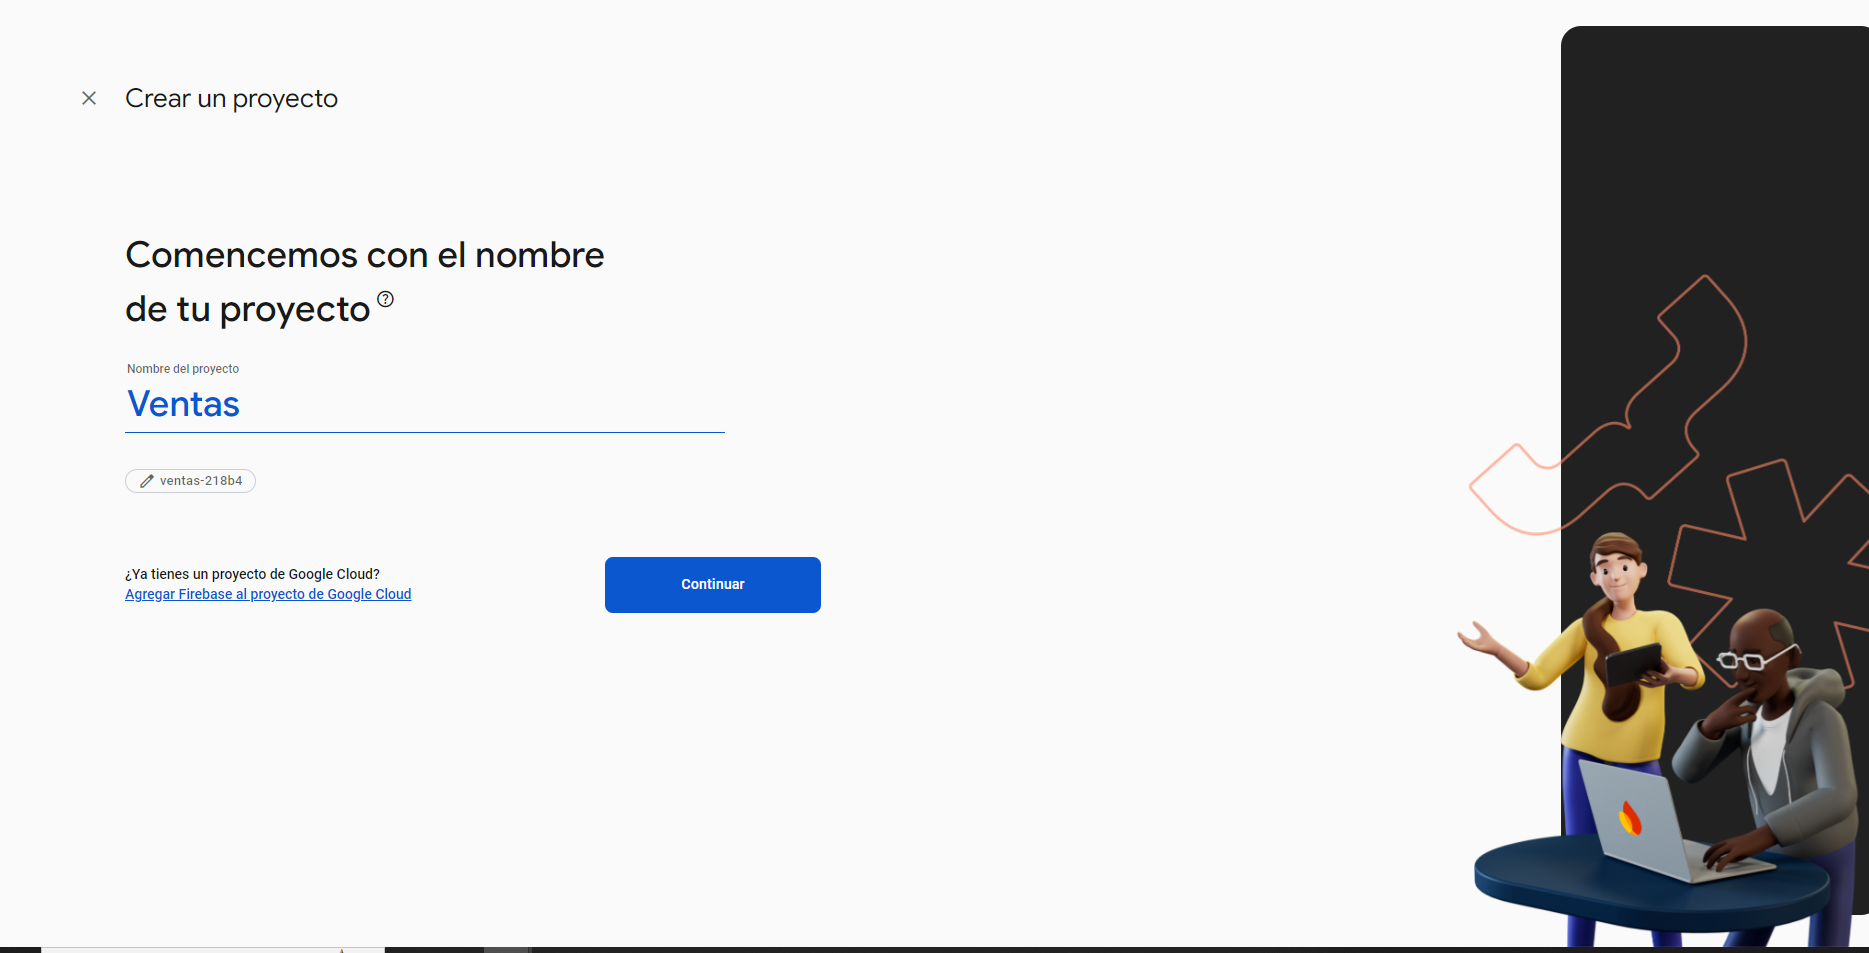 Crear un proyecto
Comencemos con el nombre
de tu proyecto
Nombre del proyecto
Ventas
ventas-218b4
¿Ya tienes un proyecto de Google Cloud?
Agregar Firebase al proyecto de Google Cloud
Continuar